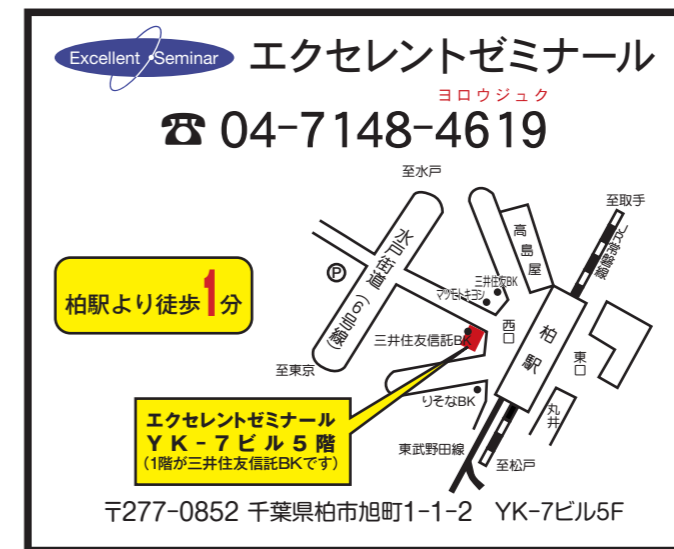 Excellent Seminar エクセレントゼミナール
ヨロウジュク
☎ 04-7148-4619
至水戸
至取手
JR常磐線
高島屋
水戸街道(6号線)
P
三井住友BK
マツモトキヨシ
柏駅より徒歩1分
西口
柏駅
東口
三井住友信託BK
至東京
りそなBK
丸井
エクセレントゼミナール
YK-7ビル5階
(1階が三井住友信託BKです)
東武野田線
至松戸
〒277-0852 千葉県柏市旭町1-1-2 YK-7ビル5F